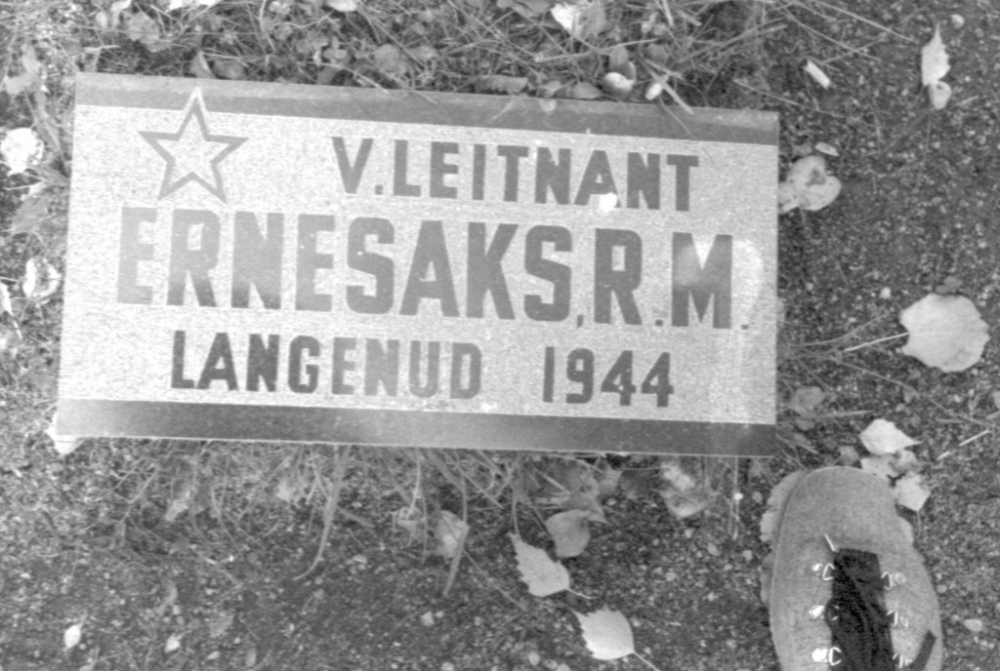 V.LEITNANT
ERNESAKS,R.M.
LANGENUD 1944